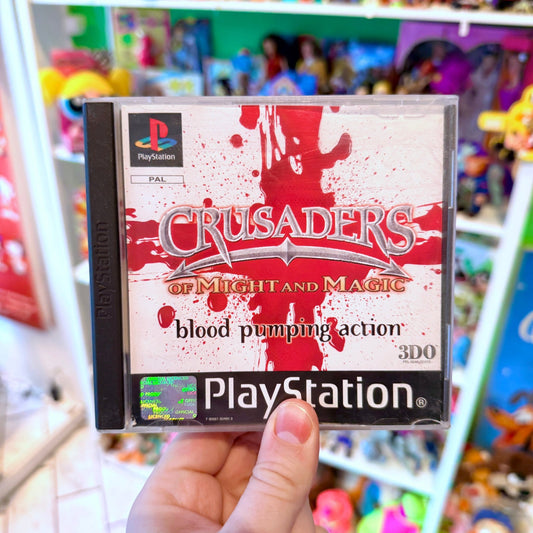 PlayStation
PlayStation
PAL
CRUSADERS
OF MIGHT AND MAGIC
blood pumping action
3DO
PlayStation®